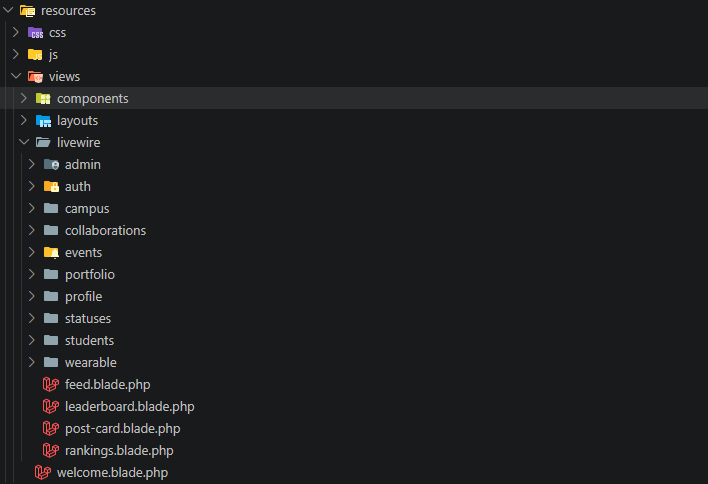 resources
css
js
views
components
layouts
livewire
admin
auth
campus
collaborations
events
portfolio
profile
statuses
students
wearable
feed.blade.php
leaderboard.blade.php
post-card.blade.php
rankings.blade.php
welcome.blade.php